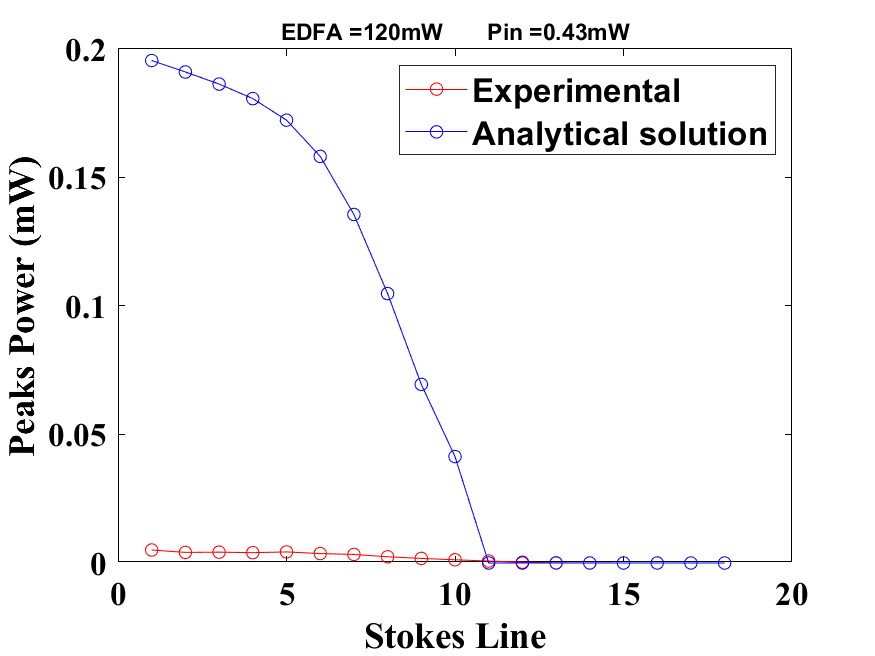 EDFA =120mW Pin =0.43mW
Experimental
Analytical solution
Peaks Power (mW)
0.2
0.15
0.1
0.05
0
0 5 10 15 20
Stokes Line